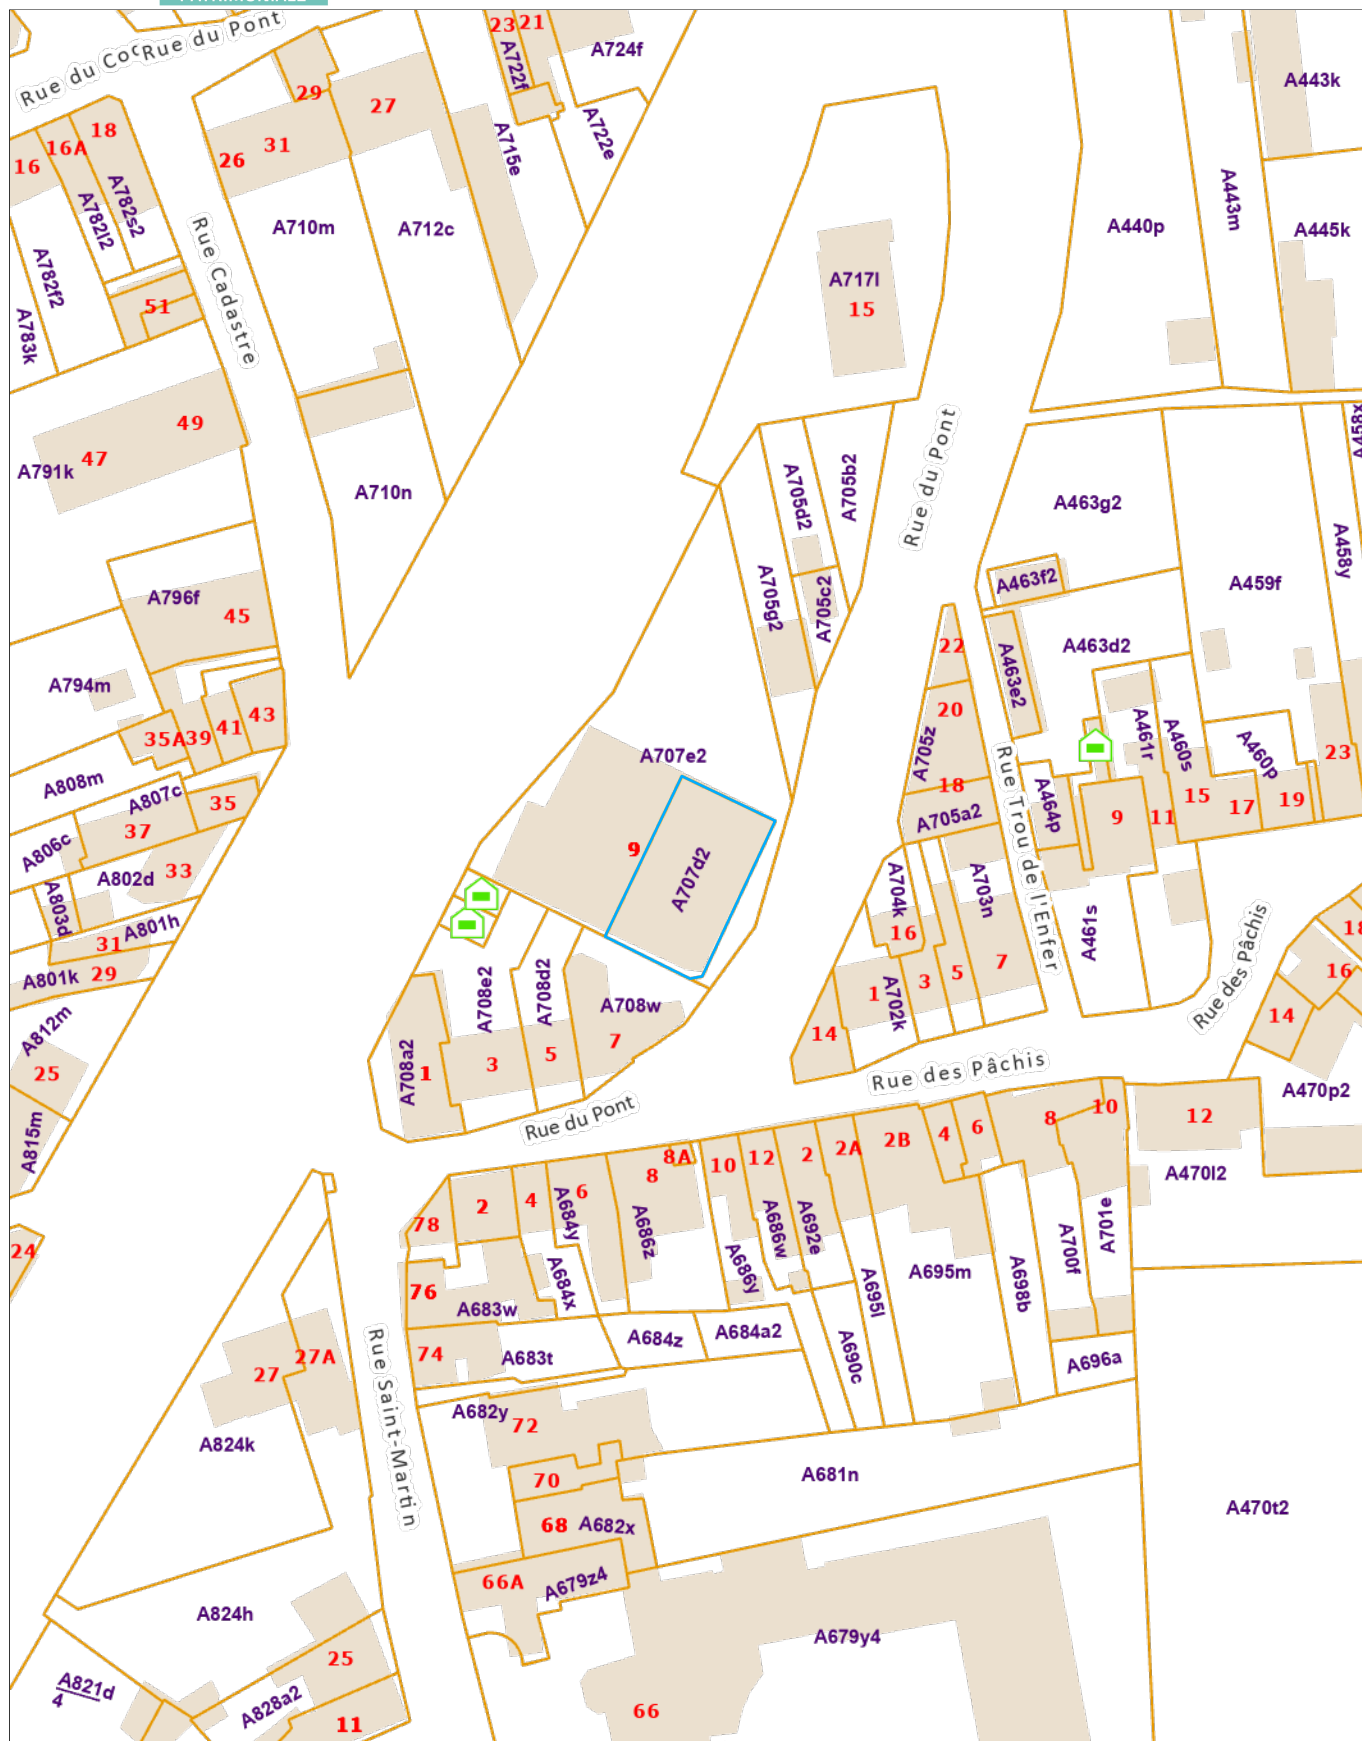 Rue du Pont
23
21
A724f
A722f
A443k
29
27
18
16A
16
31
26
A715e
A722e
A782s2
A782l2
A443m
Rue Cadastre
A710m
A712c
A440p
A445k
A782f2
A717l
15
51
A783k
49
47
A791k
A710n
Rue du Pont
A705d2
A705b2
A463g2
A458x
A458y
A463f2
A459f
A796f
45
A705g2
A705c2
22
A463e2
A463d2
A794m
43
41
39
35A
20
A705z
A461r
A460s
A460p
23
A707e2
A808m
A807c
35
37
A806c
18
A705a2
Rue Trou de l'Enfer
A464p
15
17
19
9
11
9
A707d2
33
A802d
A803d
A704k
A703n
A801h
31
A801k
29
16
A461s
Rue des Pâchis
18
16
14
A812m
A708e2
A708d2
A708w
1
A702k
3
5
7
14
25
A815m
A708a2
1
3
5
7
Rue des Pâchis
A470p2
Rue du Pont
12
10
8
6
4
2B
2A
2
12
10
8A
8
A470l2
78
2
4
6
A684y
A686z
A686w
A692e
A701e
24
76
A683w
A684x
A686y
A695l
A695m
A698b
A700f
27
27A
Rue Saint-Martin
74
A683t
A684z
A684a2
A690c
A696a
A824k
A682y
72
70
A681n
68
A682x
A470t2
66A
A679z4
A824h
A679y4
25
A821d
4
A828a2
11
66